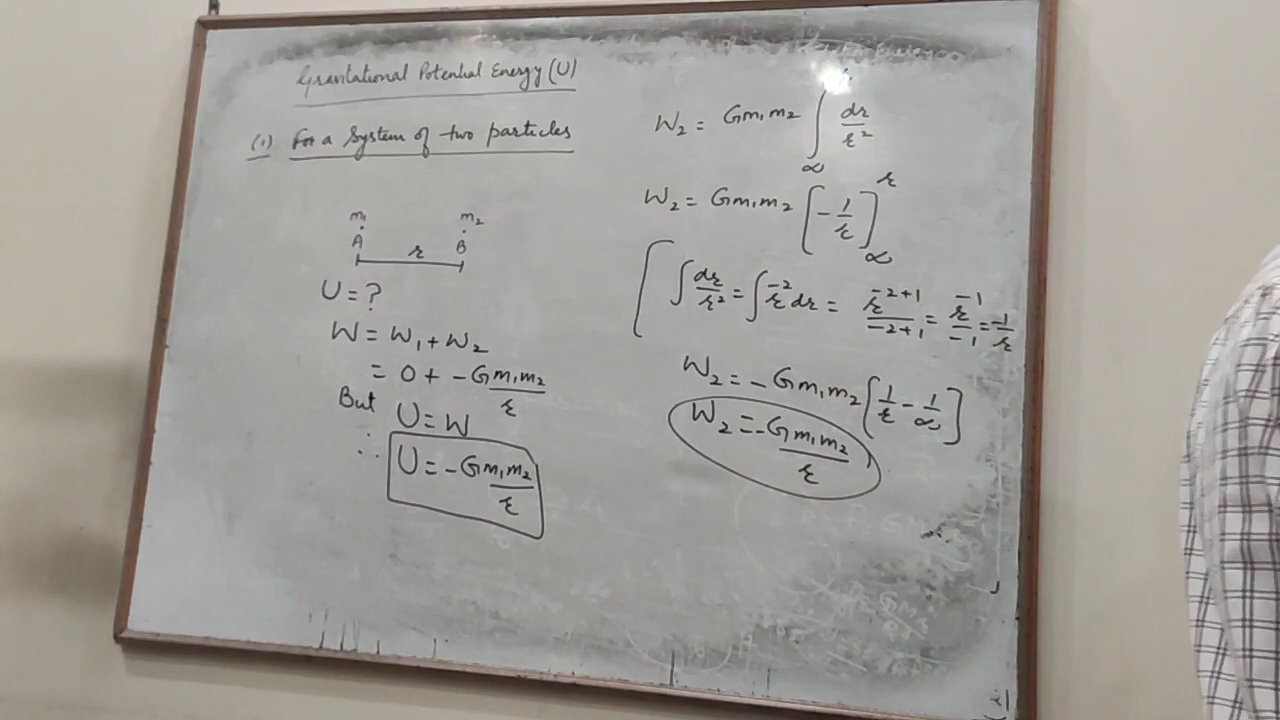 Gravitational Potential Energy (U)
(1) For a System of two particles
m1 m2
A B
r
U = ?
W = W1 + W2
= 0 + -Gm1m2/r
But U = W
∴ U = -Gm1m2/r
W2 = Gm1m2 ∫∞ dr/r²
W2 = Gm1m2 [-1/r]∞^r
[∫dr/r² = ∫r^-2 dr = r^-2+1/-2+1 = r^-1/-1 = -1/r
W2 = -Gm1m2 [1/r - 1/∞]
W2 = -Gm1m2/r